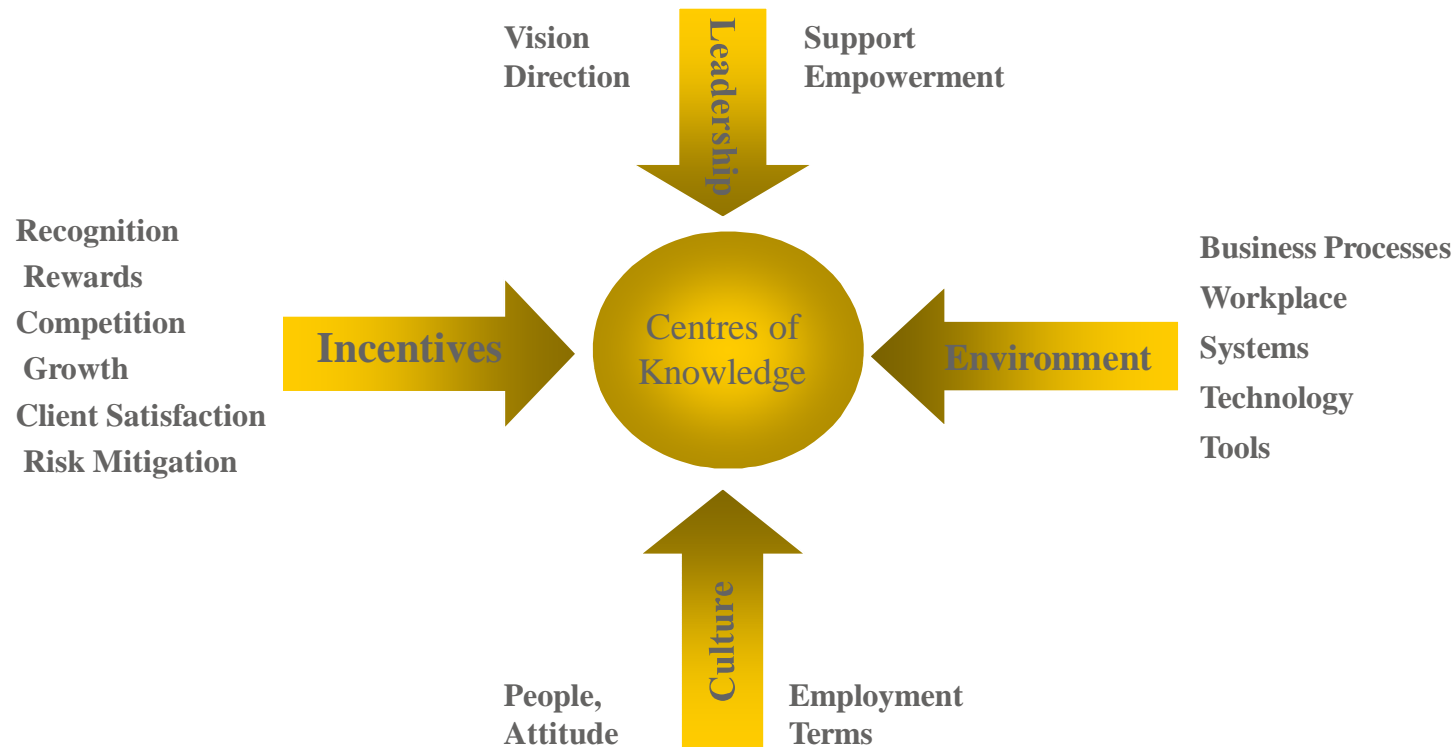 Vision
Direction
Leadership
Support
Empowerment
Recognition
Rewards
Competition
Growth
Client Satisfaction
Risk Mitigation
Incentives
Centres of
Knowledge
Environment
Business Processes
Workplace
Systems
Technology
Tools
Culture
People,
Attitude
Employment
Terms